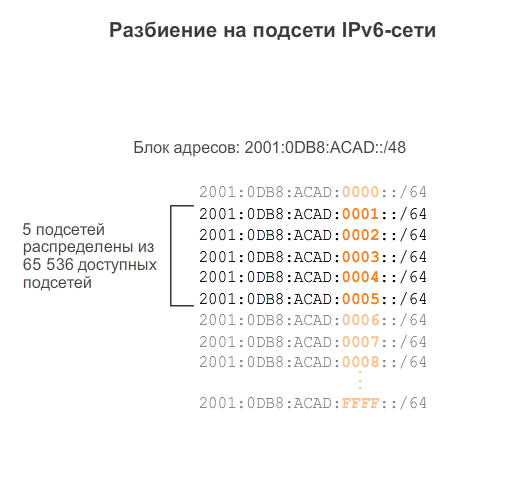 Разбиение на подсети IPv6-сети
Блок адресов: 2001:0DB8:ACAD::/48
5 подсетей
распределены из
65 536 доступных
подсетей
2001:0DB8:ACAD:0000::/64
2001:0DB8:ACAD:0001::/64
2001:0DB8:ACAD:0002::/64
2001:0DB8:ACAD:0003::/64
2001:0DB8:ACAD:0004::/64
2001:0DB8:ACAD:0005::/64
2001:0DB8:ACAD:0006::/64
2001:0DB8:ACAD:0007::/64
2001:0DB8:ACAD:0008::/64
2001:0DB8:ACAD:FFFF::/64